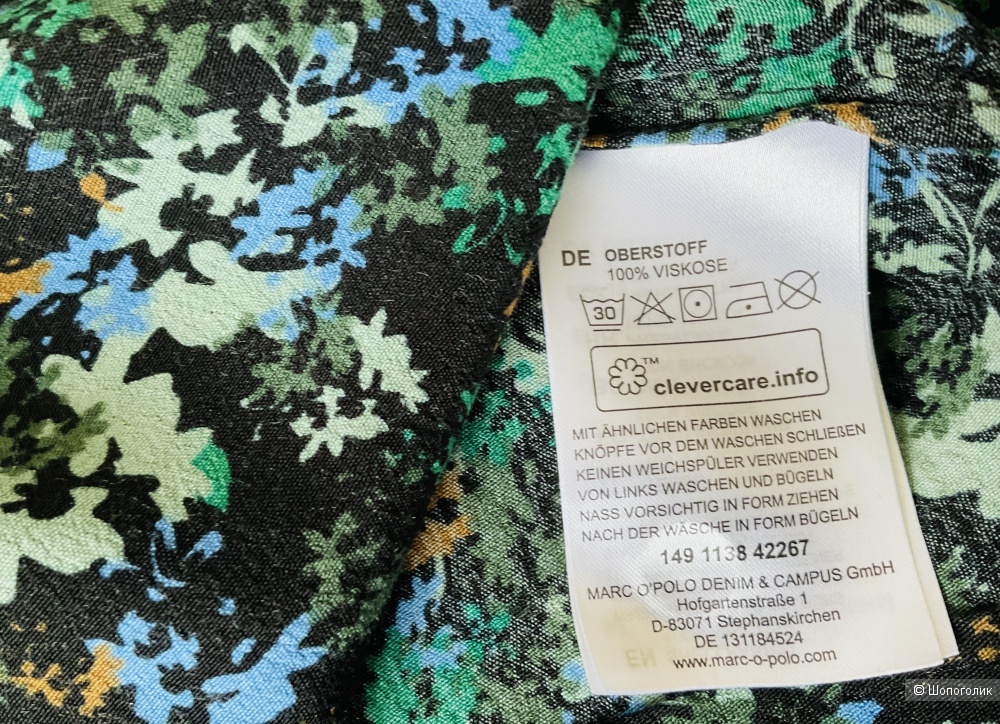 DE OBERSTOFF
100% VISKOSE
30
TM
clevercare.info
MIT ÄHNLICHEN FARBEN WASCHEN
KNÖPFE VOR DEM WASCHEN SCHLIEßEN
KEINEN WEICHSPÜLER VERWENDEN
VON LINKS WASCHEN UND BÜGELN
NASS VORSICHTIG IN FORM ZIEHEN
NACH DER WÄSCHE IN FORM BÜGELN
149 1138 42267
MARC O'POLO DENIM & CAMPUS GmbH
Hofgartenstraße 1
D-83071 Stephanskirchen
DE 131184524
www.marc-o-polo.com
EN
© Шопоголик